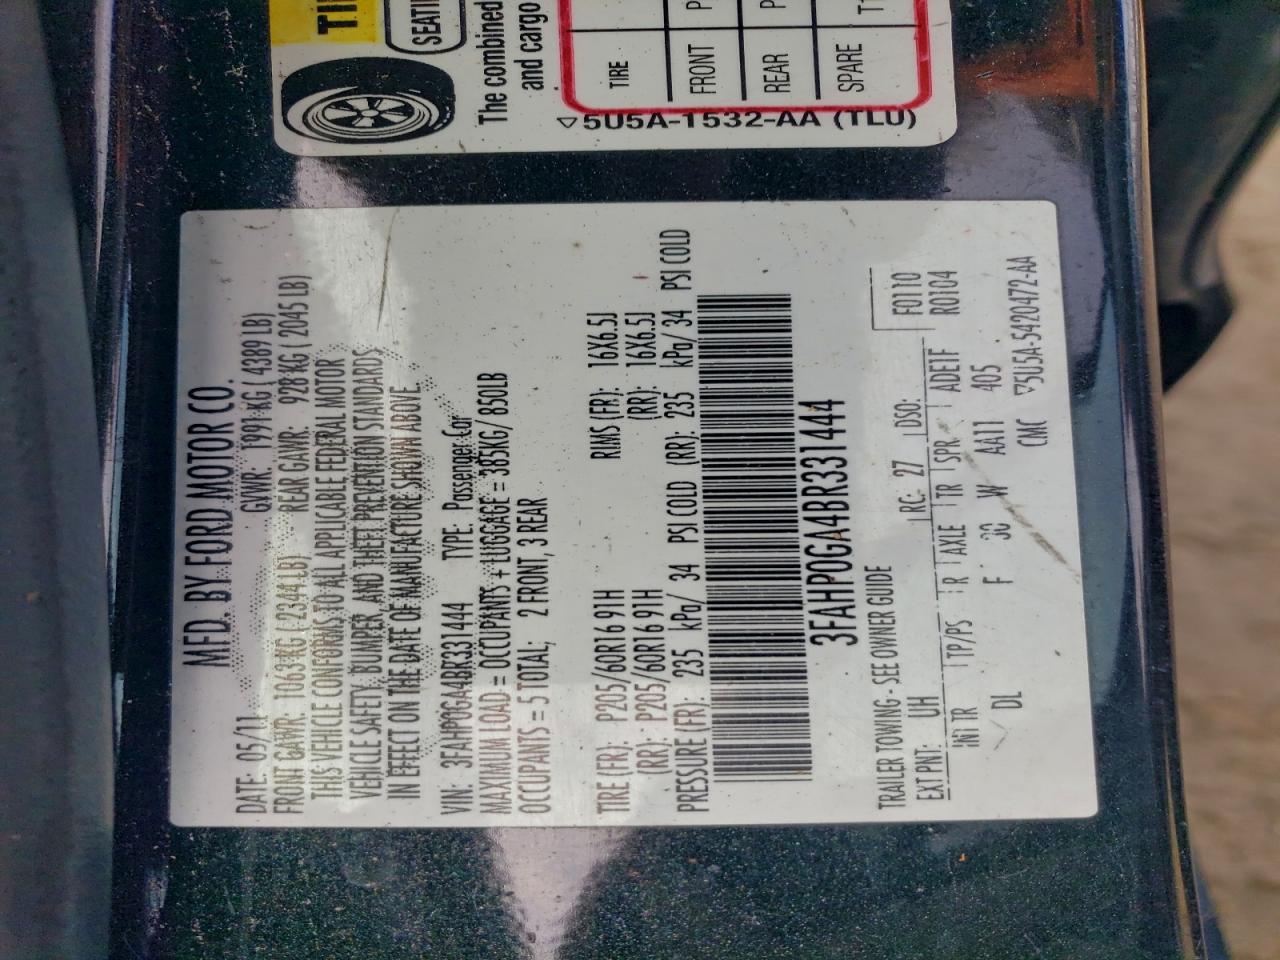 SEATI
The combined
and cargo
TIRE
FRONT
REAR
SPARE
5U5A-1532-AA (TLU)
MFD. BY FORD MOTOR CO.
DATE: 05/11 GVWR: 1991 KG ( 4389 LB)
FRONT GAWR: 1063 KG ( 2344 LB) REAR GAWR: 928 KG ( 2045 LB)
THIS VEHICLE CONFORMS TO ALL APPLICABLE FEDERAL MOTOR
VEHICLE SAFETY, BUMPER, AND THEFT PREVENTION STANDARDS
IN EFFECT ON THE DATE OF MANUFACTURE SHOWN ABOVE.
VIN: 3FAHP0GA4BR331444 TYPE: Passenger Car
MAXIMUM LOAD = OCCUPANTS + LUGGAGE = 385KG/ 850LB
OCCUPANTS = 5 TOTAL; 2 FRONT, 3 REAR
TIRE (FR): P205/60R16 91H RIMS (FR): 16X6.5J
(RR): P205/60R16 91H (RR): 16X6.5J
PRESSURE (FR): 235 kPa/ 34 PSI COLD (RR): 235 kPa/ 34 PSI COLD
3FAHP0GA4BR331444
TRAILER TOWING - SEE OWNER GUIDE
EXT PNT: UH RC: 27 DSO: F0110
INT TR TP/PS R AXLE TR SPR ADEIF R0104
DL F 30 W AA11 405
CMC ▽5U5A-5420472-AA